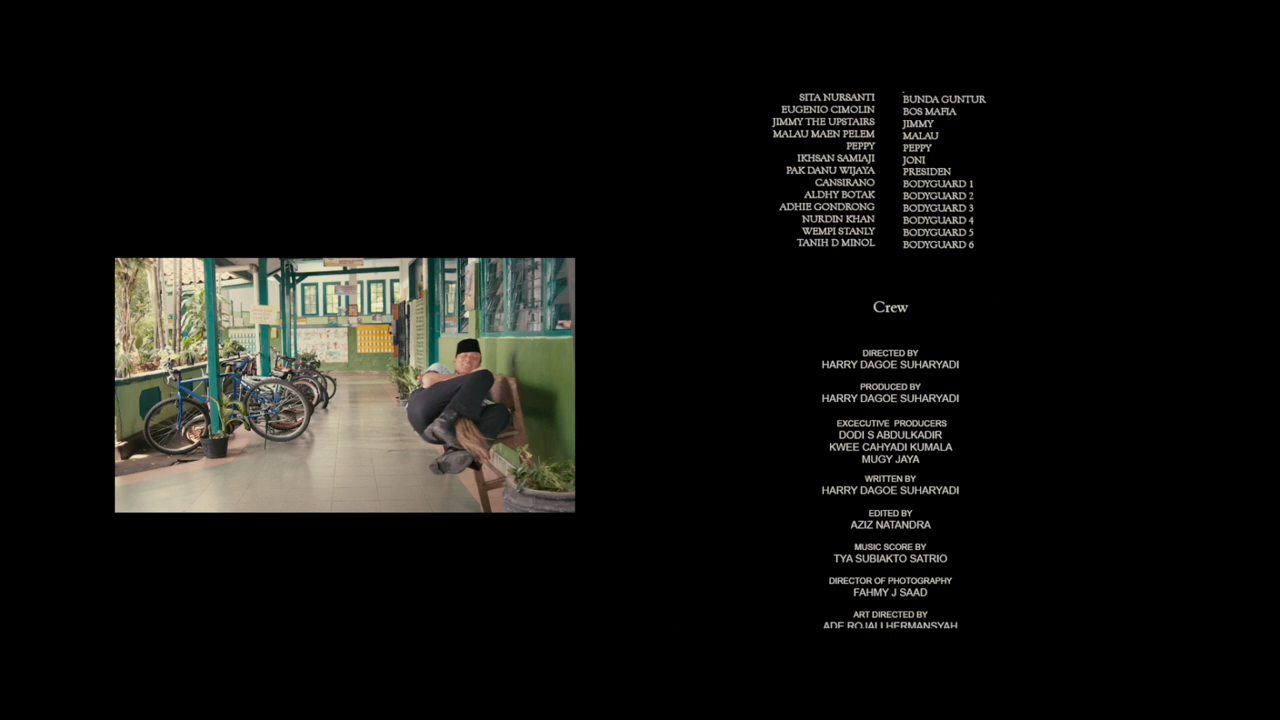 SITA NURSANTI BUNDA GUNTUR
EUGENIO CIMOLIN BOS MAFIA
JIMMY THE UPSTAIRS JIMMY
MALAU MAEN PELEM MALAU
PEPPY PEPPY
IKHSAN SAMIAJI JONI
PAK DANU WIJAYA PRESIDEN
CANSIRANO BODYGUARD 1
ALDHY BOTAK BODYGUARD 2
ADHIE GONDRONG BODYGUARD 3
NURDIN KHAN BODYGUARD 4
WEMPI STANLY BODYGUARD 5
TANIH D MINOL BODYGUARD 6
Crew
DIRECTED BY
HARRY DAGOE SUHARYADI
PRODUCED BY
HARRY DAGOE SUHARYADI
EXCECUTIVE PRODUCERS
DODI S ABDULKADIR
KWEE CAHYADI KUMALA
MUGY JAYA
WRITTEN BY
HARRY DAGOE SUHARYADI
EDITED BY
AZIZ NATANDRA
MUSIC SCORE BY
TYA SUBIAKTO SATRIO
DIRECTOR OF PHOTOGRAPHY
FAHMY J SAAD
ART DIRECTED BY
ADE ROJALI HERMANSYAH